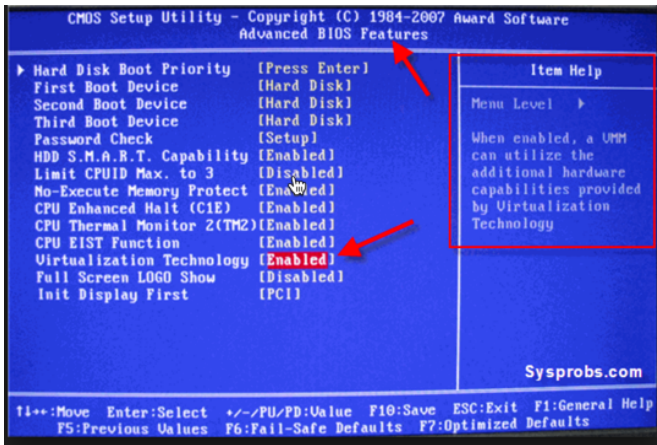 CMOS Setup Utility - Copyright (C) 1984-2007 Award Software
Advanced BIOS Features
Hard Disk Boot Priority [Press Enter]
First Boot Device [Hard Disk]
Second Boot Device [Hard Disk]
Third Boot Device [Hard Disk]
Password Check [Setup]
HDD S.M.A.R.T. Capability [Enabled]
Limit CPUID Max. to 3 [Disabled]
No-Execute Memory Protect [Enabled]
CPU Enhanced Halt (C1E) [Enabled]
CPU Thermal Monitor 2(TM2)[Enabled]
CPU EIST Function [Enabled]
Virtualization Technology [Enabled]
Full Screen LOGO Show [Disabled]
Init Display First [PCI]
Item Help
Menu Level ▶
When enabled, a VMM
can utilize the
additional hardware
capabilities provided
by Virtualization
Technology
Sysprobs.com
↑↓→←:Move Enter:Select +/-/PU/PD:Value F10:Save ESC:Exit F1:General Help
F5:Previous Values F6:Fail-Safe Defaults F7:Optimized Defaults